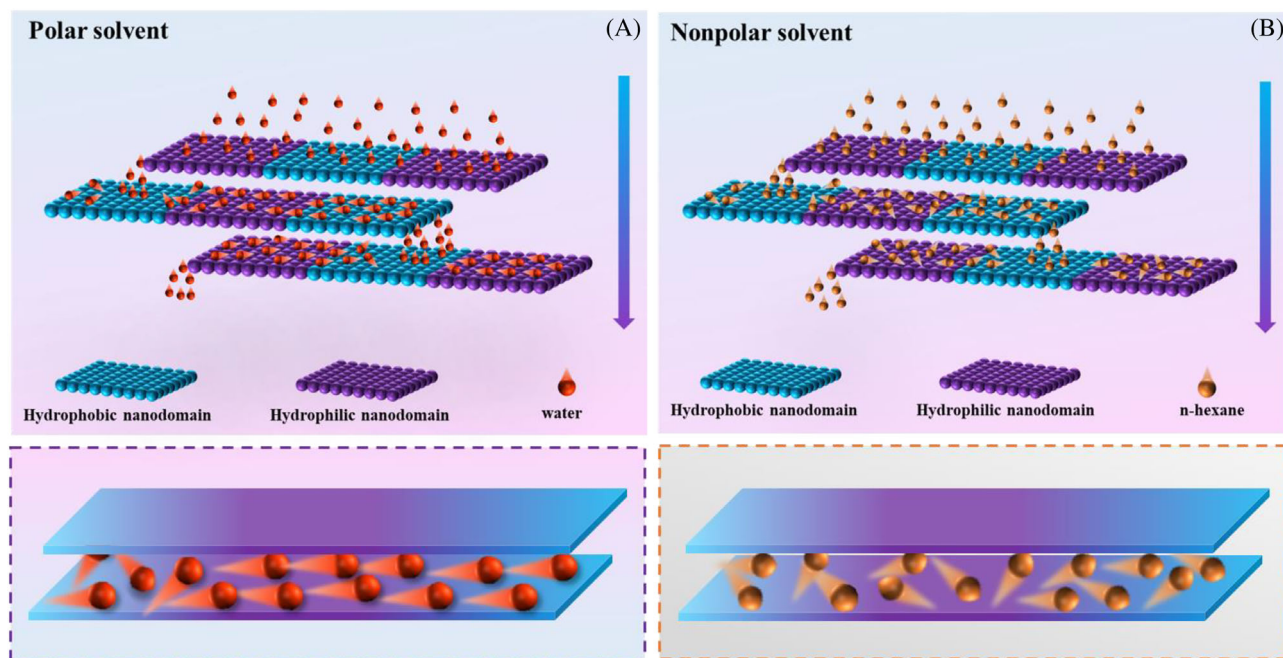 Polar solvent
(A)
Hydrophobic nanodomain
Hydrophilic nanodomain
water
Nonpolar solvent
(B)
Hydrophobic nanodomain
Hydrophilic nanodomain
n-hexane